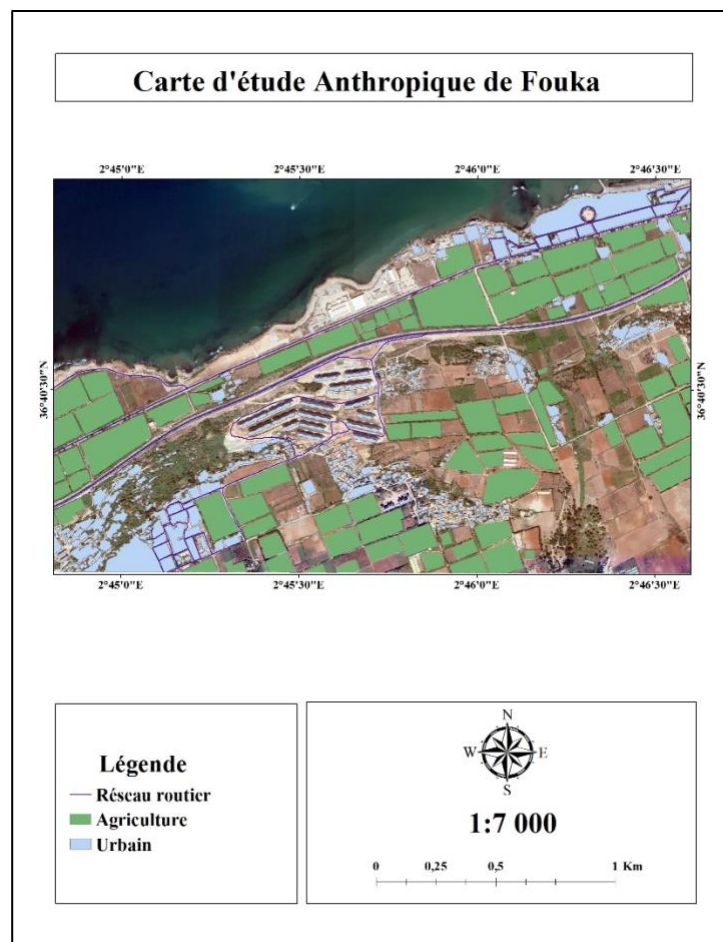 Carte d'étude Anthropique de Fouka
2°45'0"E 2°45'30"E 2°46'0"E 2°46'30"E
36°40'30"N 36°40'30"N
2°45'0"E 2°45'30"E 2°46'0"E 2°46'30"E
Légende
Réseau routier
Agriculture
Urbain
N
W E
S
1:7 000
0 0,25 0,5 1 Km